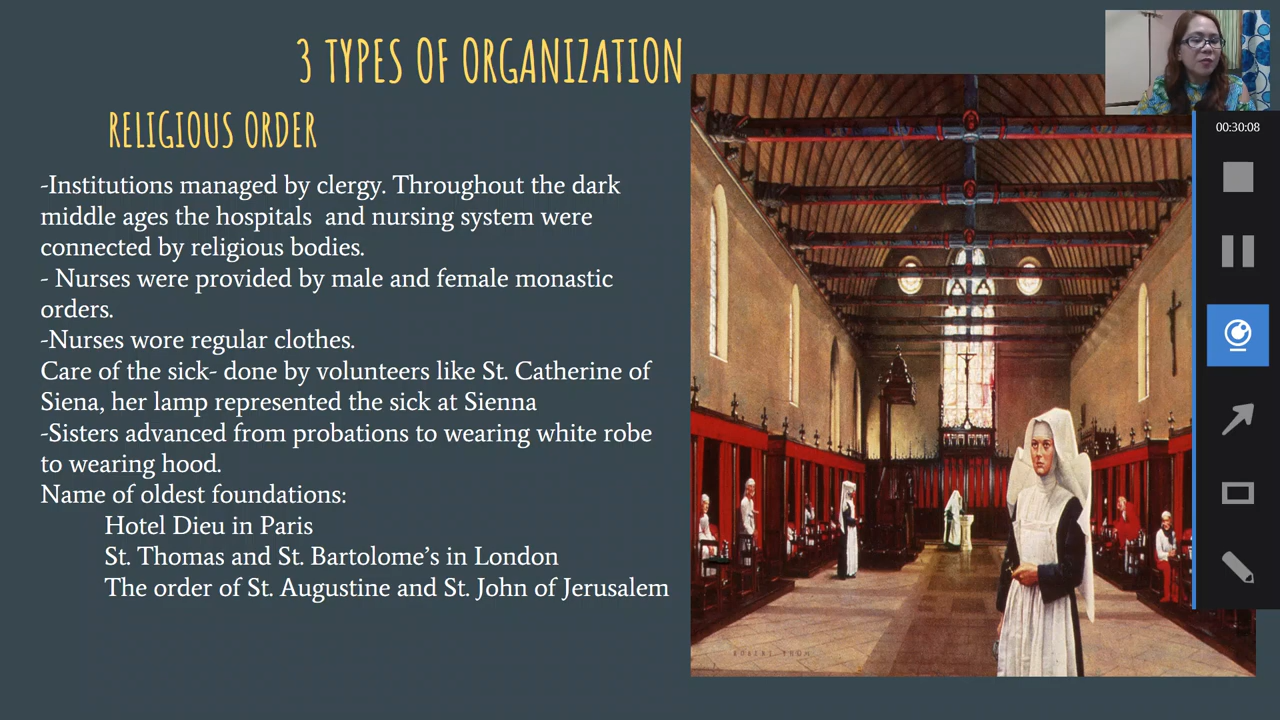 3 TYPES OF ORGANIZATION
RELIGIOUS ORDER
-Institutions managed by clergy. Throughout the dark
middle ages the hospitals  and nursing system were
connected by religious bodies.
- Nurses were provided by male and female monastic
orders.
-Nurses wore regular clothes.
Care of the sick- done by volunteers like St. Catherine of
Siena, her lamp represented the sick at Sienna
-Sisters advanced from probations to wearing white robe
to wearing hood.
Name of oldest foundations:
Hotel Dieu in Paris
St. Thomas and St. Bartolome’s in London
The order of St. Augustine and St. John of Jerusalem
00:30:08
ROBERT THOM